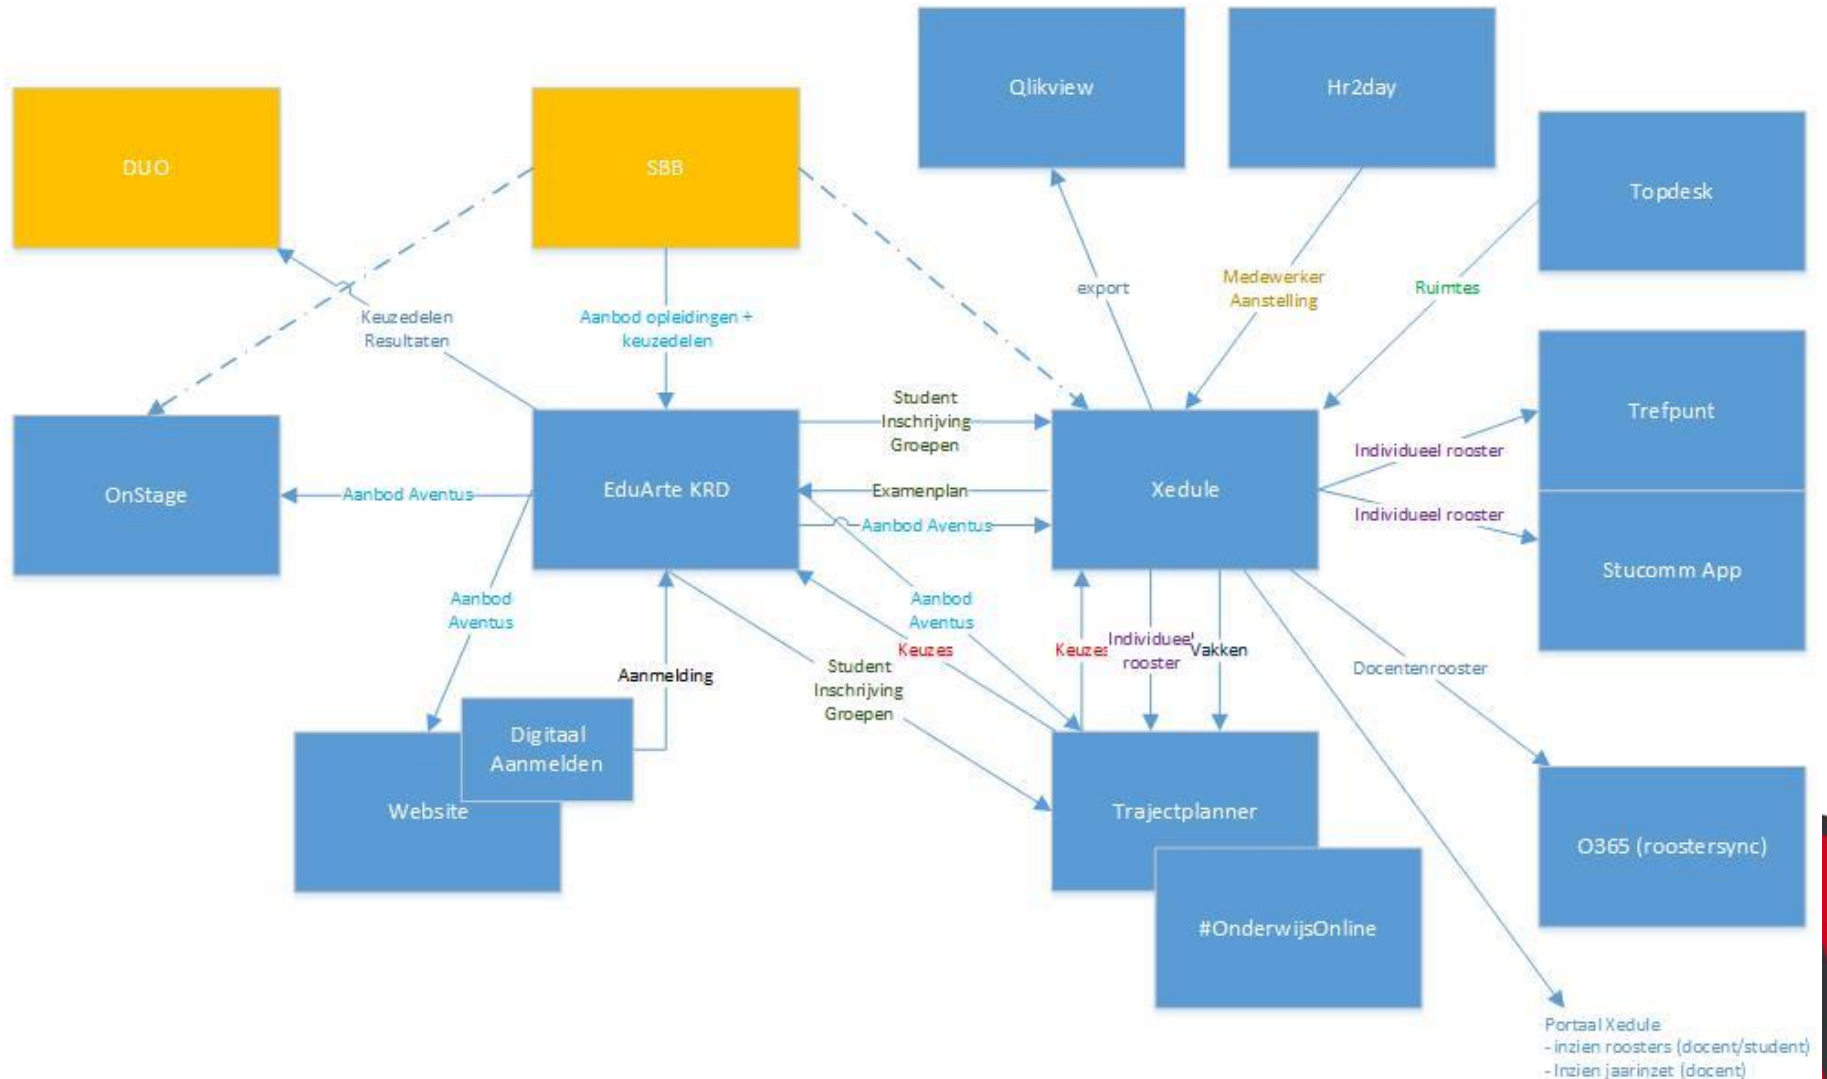 Qlikview
Hr2day
DUO
SBB
Topdesk
export
Medewerker
Aanstelling
Ruimtes
Keuzedelen
Resultaten
Aanbod opleidingen +
keuzedelen
Student
Inschrijving
Groepen
Trefpunt
Individueel rooster
OnStage
Aanbod Aventus
EduArte KRD
Examenplan
Xedule
Aanbod Aventus
Individueel rooster
Stucomm App
Aanbod
Aventus
Aanbod
Aventus
Keuzes
Keuzes
Individueel
rooster
Vakken
Aanmelding
Student
Inschrijving
Groepen
Docentenrooster
Digitaal
Aanmelden
Website
Trajectplanner
O365 (roostersync)
#OnderwijsOnline
Portaal Xedule
- inzien roosters (docent/student)
- Inzien jaarinzet (docent)